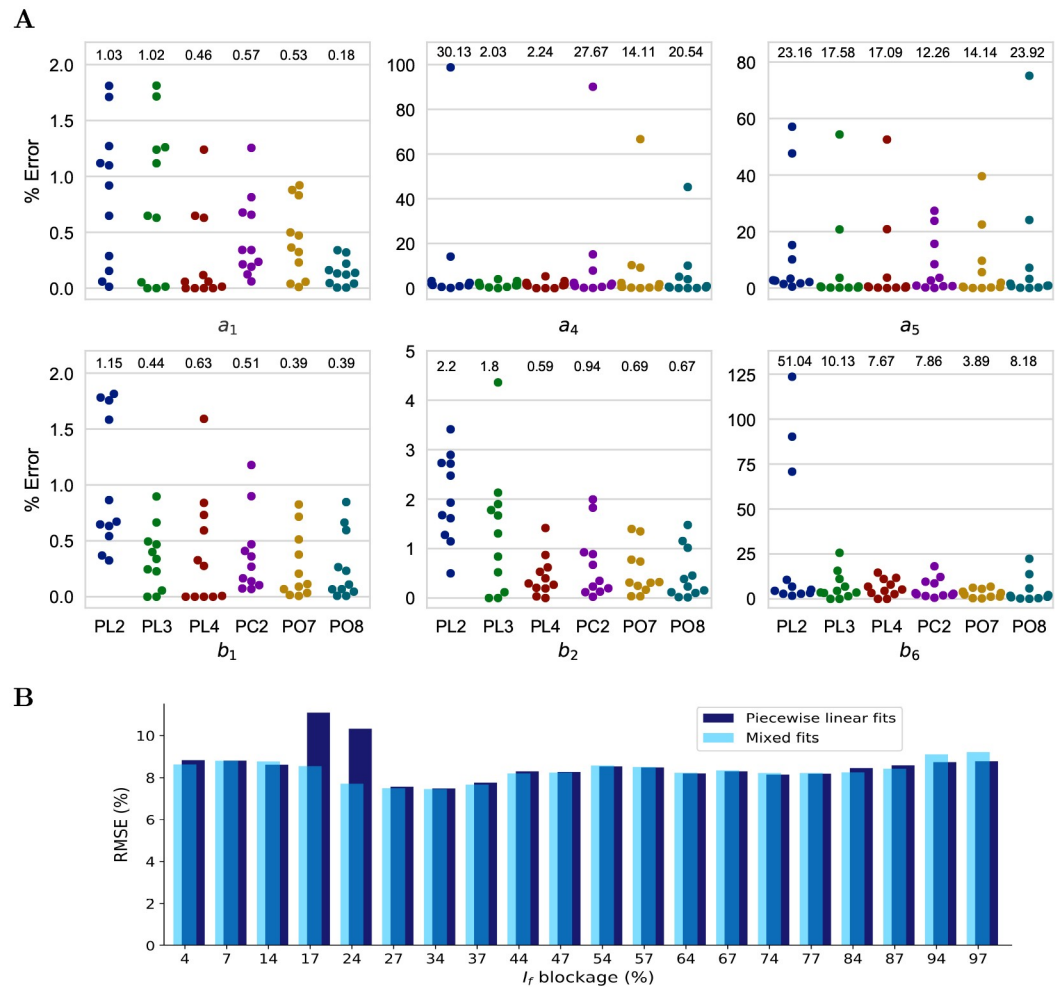 A
1.03 1.02 0.46 0.57 0.53 0.18
30.13 2.03 2.24 27.67 14.11 20.54
23.16 17.58 17.09 12.26 14.14 23.92
2.0
1.5
1.0
0.5
0.0
% Error
100
80
60
40
20
0
80
60
40
20
0
a1
a4
a5
1.15 0.44 0.63 0.51 0.39 0.39
2.2 1.8 0.59 0.94 0.69 0.67
51.04 10.13 7.67 7.86 3.89 8.18
2.0
1.5
1.0
0.5
0.0
% Error
5
4
3
2
1
0
125
100
75
50
25
0
PL2 PL3 PL4 PC2 PO7 PO8
PL2 PL3 PL4 PC2 PO7 PO8
PL2 PL3 PL4 PC2 PO7 PO8
b1
b2
b6
B
Piecewise linear fits
Mixed fits
10
8
6
4
2
0
RMSE (%)
4 7 14 17 24 27 34 37 44 47 54 57 64 67 74 77 84 87 94 97
If blockage (%)